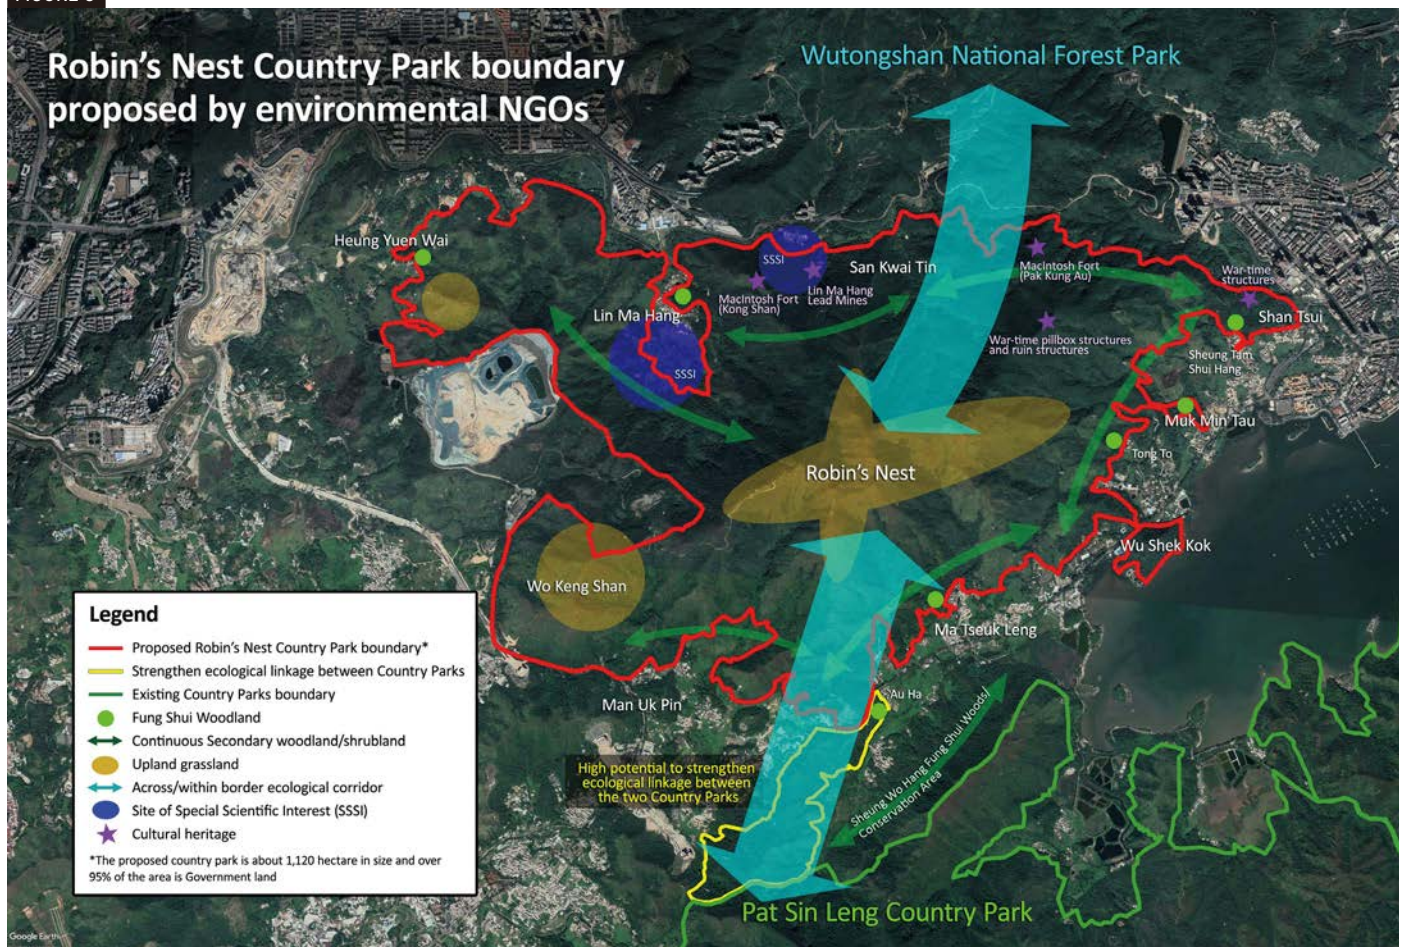 Robin's Nest Country Park boundary
proposed by environmental NGOs
Wutongshan National Forest Park
Heung Yuen Wai
SSSI
San Kwai Tin
MacIntosh Fort
(Pak Kung Au)
War-time
structures
MacIntosh Fort
(Kong Shan)
Lin Ma Hang
Lead Mines
Lin Ma Hang
Shan Tsui
War-time pillbox structures
and ruin structures
Sheung Tam
Shui Hang
SSSI
Muk Min Tau
Tong To
Robin's Nest
Wu Shek Kok
Wo Keng Shan
Ma Tseuk Leng
Au Ha
Man Uk Pin
High potential to strengthen
ecological linkage between
the two Country Parks
Sheung Wo Hang Fung Shui Woods/
Conservation Area
Pat Sin Leng Country Park
Legend
Proposed Robin's Nest Country Park boundary*
Strengthen ecological linkage between Country Parks
Existing Country Parks boundary
Fung Shui Woodland
Continuous Secondary woodland/shrubland
Upland grassland
Across/within border ecological corridor
Site of Special Scientific Interest (SSSI)
Cultural heritage
*The proposed country park is about 1,120 hectare in size and over
95% of the area is Government land
Google Earth